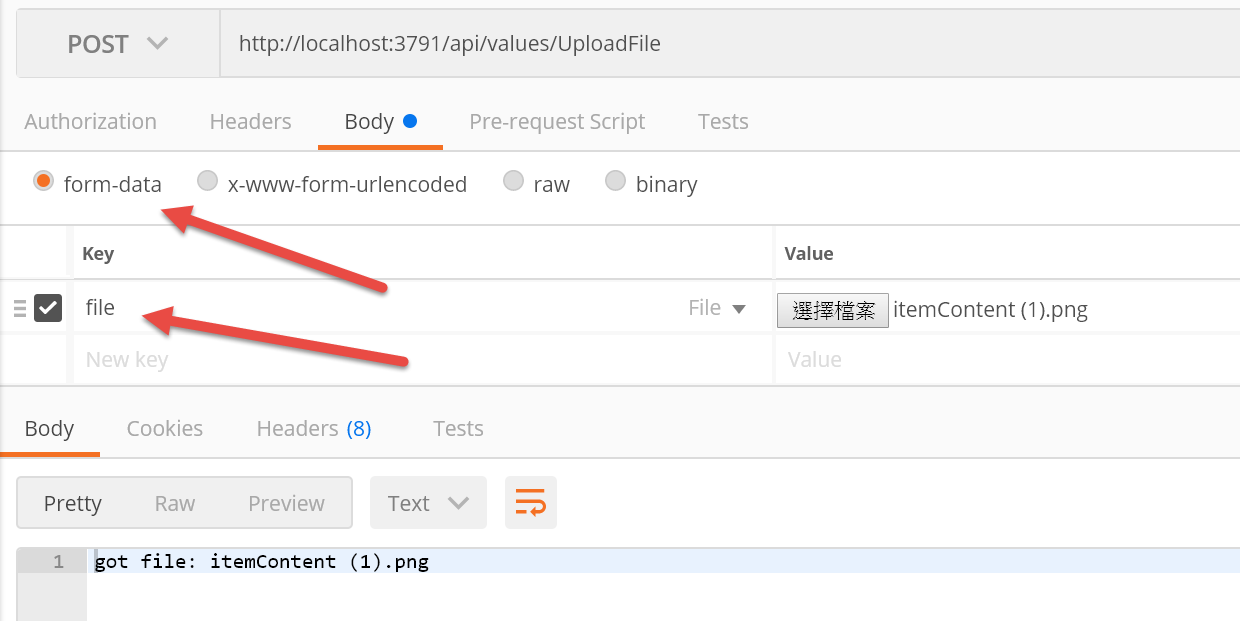 POST http://localhost:3791/api/values/UploadFile
Authorization Headers Body Pre-request Script Tests
form-data x-www-form-urlencoded raw binary
Key Value
file File 選擇檔案 itemContent (1).png
New key Value
Body Cookies Headers (8) Tests
Pretty Raw Preview Text
1 got file: itemContent (1).png